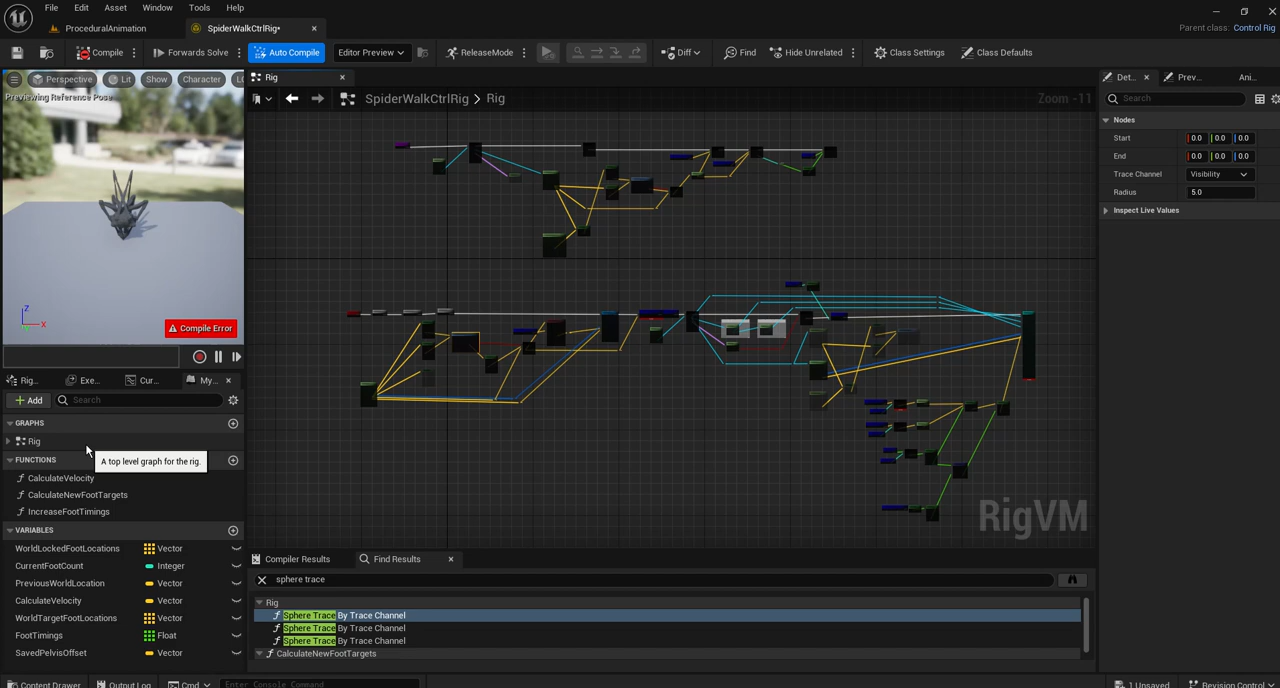 File Edit Asset Window Tools Help
ProceduralAnimation SpiderWalkCtrlRig*
Parent class: Control Rig
Compile Forwards Solve Auto Compile Editor Preview ReleaseMode Diff Find Hide Unrelated Class Settings Class Defaults
Perspective Lit Show Character
Previewing Reference Pose
Z
X
Compile Error
Rig
SpiderWalkCtrlRig > Rig
Zoom -11
RigVM
Rig... Exe... Cur... My...
Add Search
GRAPHS
Rig
A top level graph for the rig.
FUNCTIONS
CalculateVelocity
CalculateNewFootTargets
IncreaseFootTimings
VARIABLES
WorldLockedFootLocations Vector
CurrentFootCount Integer
PreviousWorldLocation Vector
CalculateVelocity Vector
WorldTargetFootLocations Vector
FootTimings Float
SavedPelvisOffset Vector
Compiler Results Find Results
sphere trace
Rig
Sphere Trace By Trace Channel
Sphere Trace By Trace Channel
Sphere Trace By Trace Channel
CalculateNewFootTargets
Det... Prev... Ani...
Search
Nodes
Start 0.0 0.0 0.0
End 0.0 0.0 0.0
Trace Channel Visibility
Radius 5.0
Inspect Live Values
Content Drawer Output Log Cmd Enter Console Command 1 Unsaved Revision Control